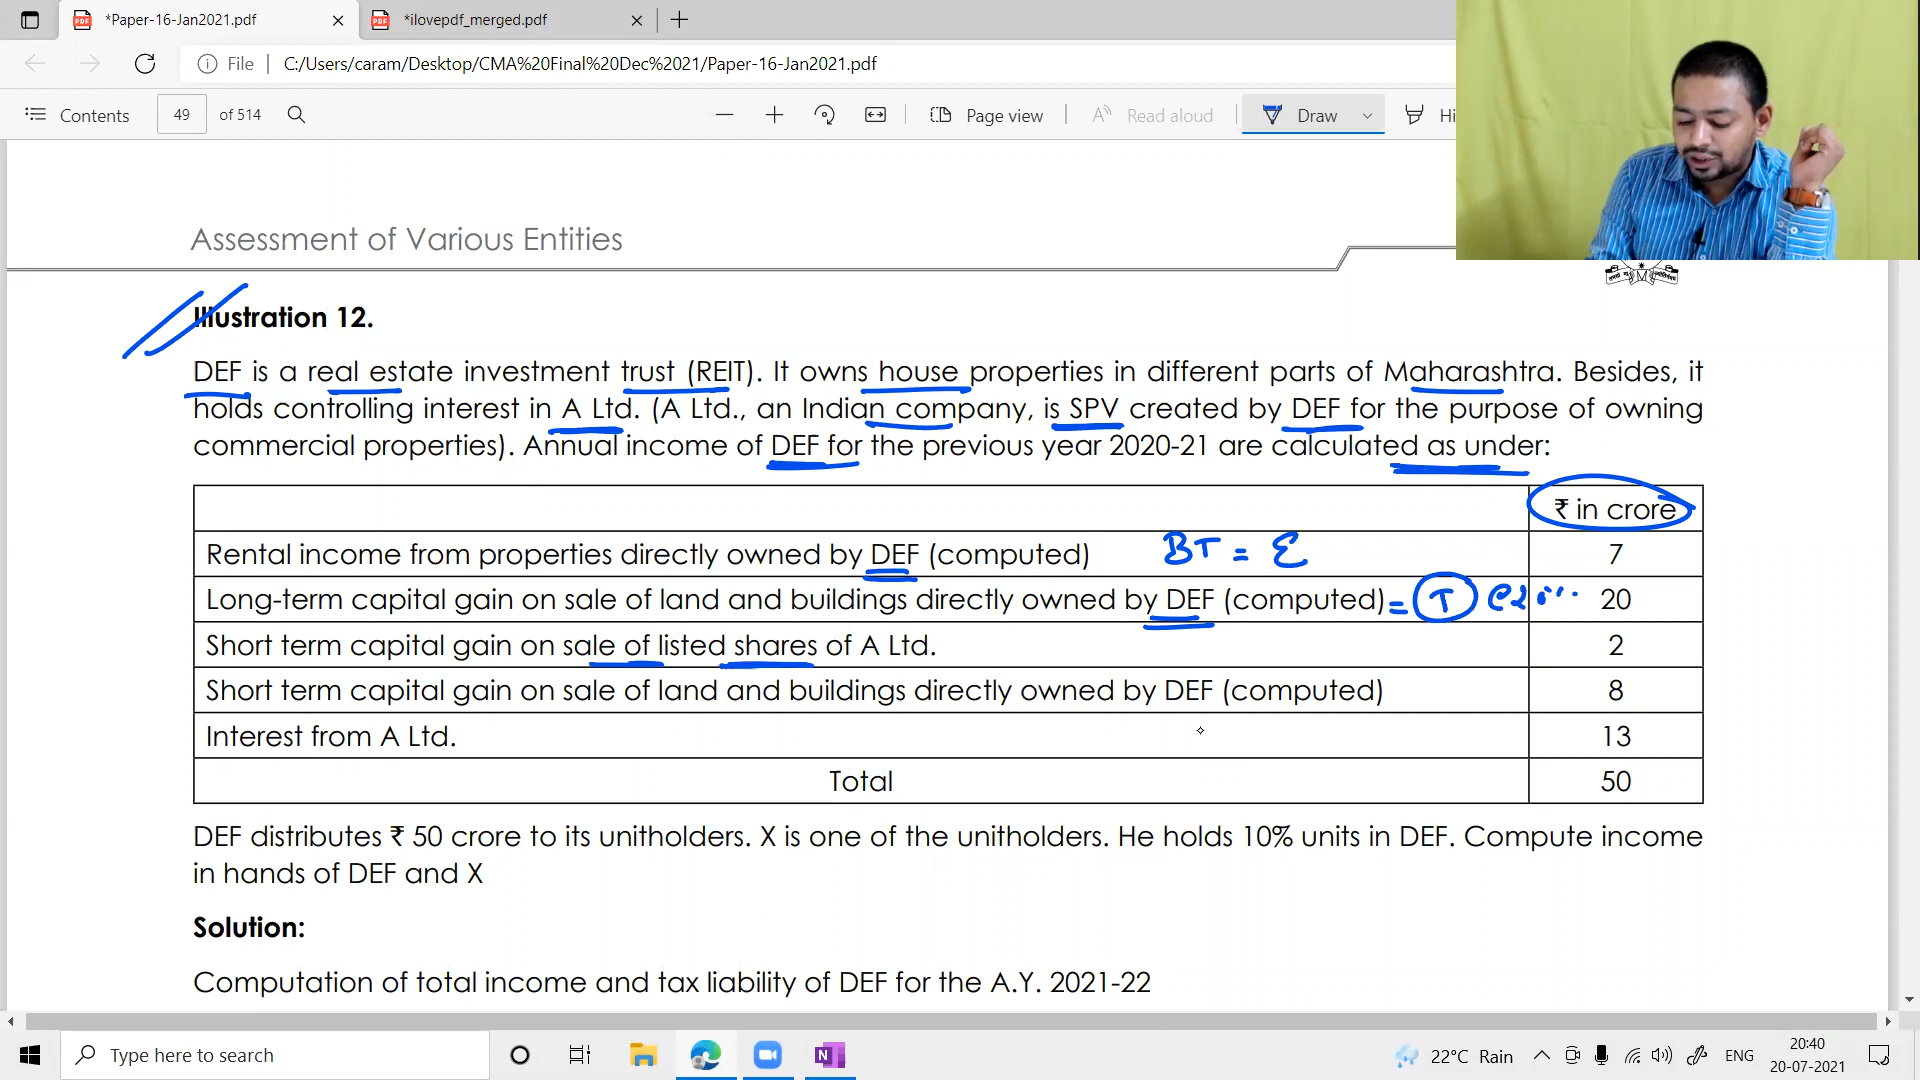 *Paper-16-Jan2021.pdf
*ilovepdf_merged.pdf
File | C:/Users/caram/Desktop/CMA%20Final%20Dec%2021/Paper-16-Jan2021.pdf
Contents 49 of 514 Page view Read aloud Draw Hi
Assessment of Various Entities
Illustration 12.
DEF is a real estate investment trust (REIT). It owns house properties in different parts of Maharashtra. Besides, it
holds controlling interest in A Ltd. (A Ltd., an Indian company, is SPV created by DEF for the purpose of owning
commercial properties). Annual income of DEF for the previous year 2020-21 are calculated as under:
₹ in crore
Rental income from properties directly owned by DEF (computed) BT = E 7
Long-term capital gain on sale of land and buildings directly owned by DEF (computed) = T @ 20
Short term capital gain on sale of listed shares of A Ltd. 2
Short term capital gain on sale of land and buildings directly owned by DEF (computed) 8
Interest from A Ltd. 13
Total 50
DEF distributes ₹ 50 crore to its unitholders. X is one of the unitholders. He holds 10% units in DEF. Compute income
in hands of DEF and X
Solution:
Computation of total income and tax liability of DEF for the A.Y. 2021-22
Type here to search
22°C Rain
ENG
20:40
20-07-2021